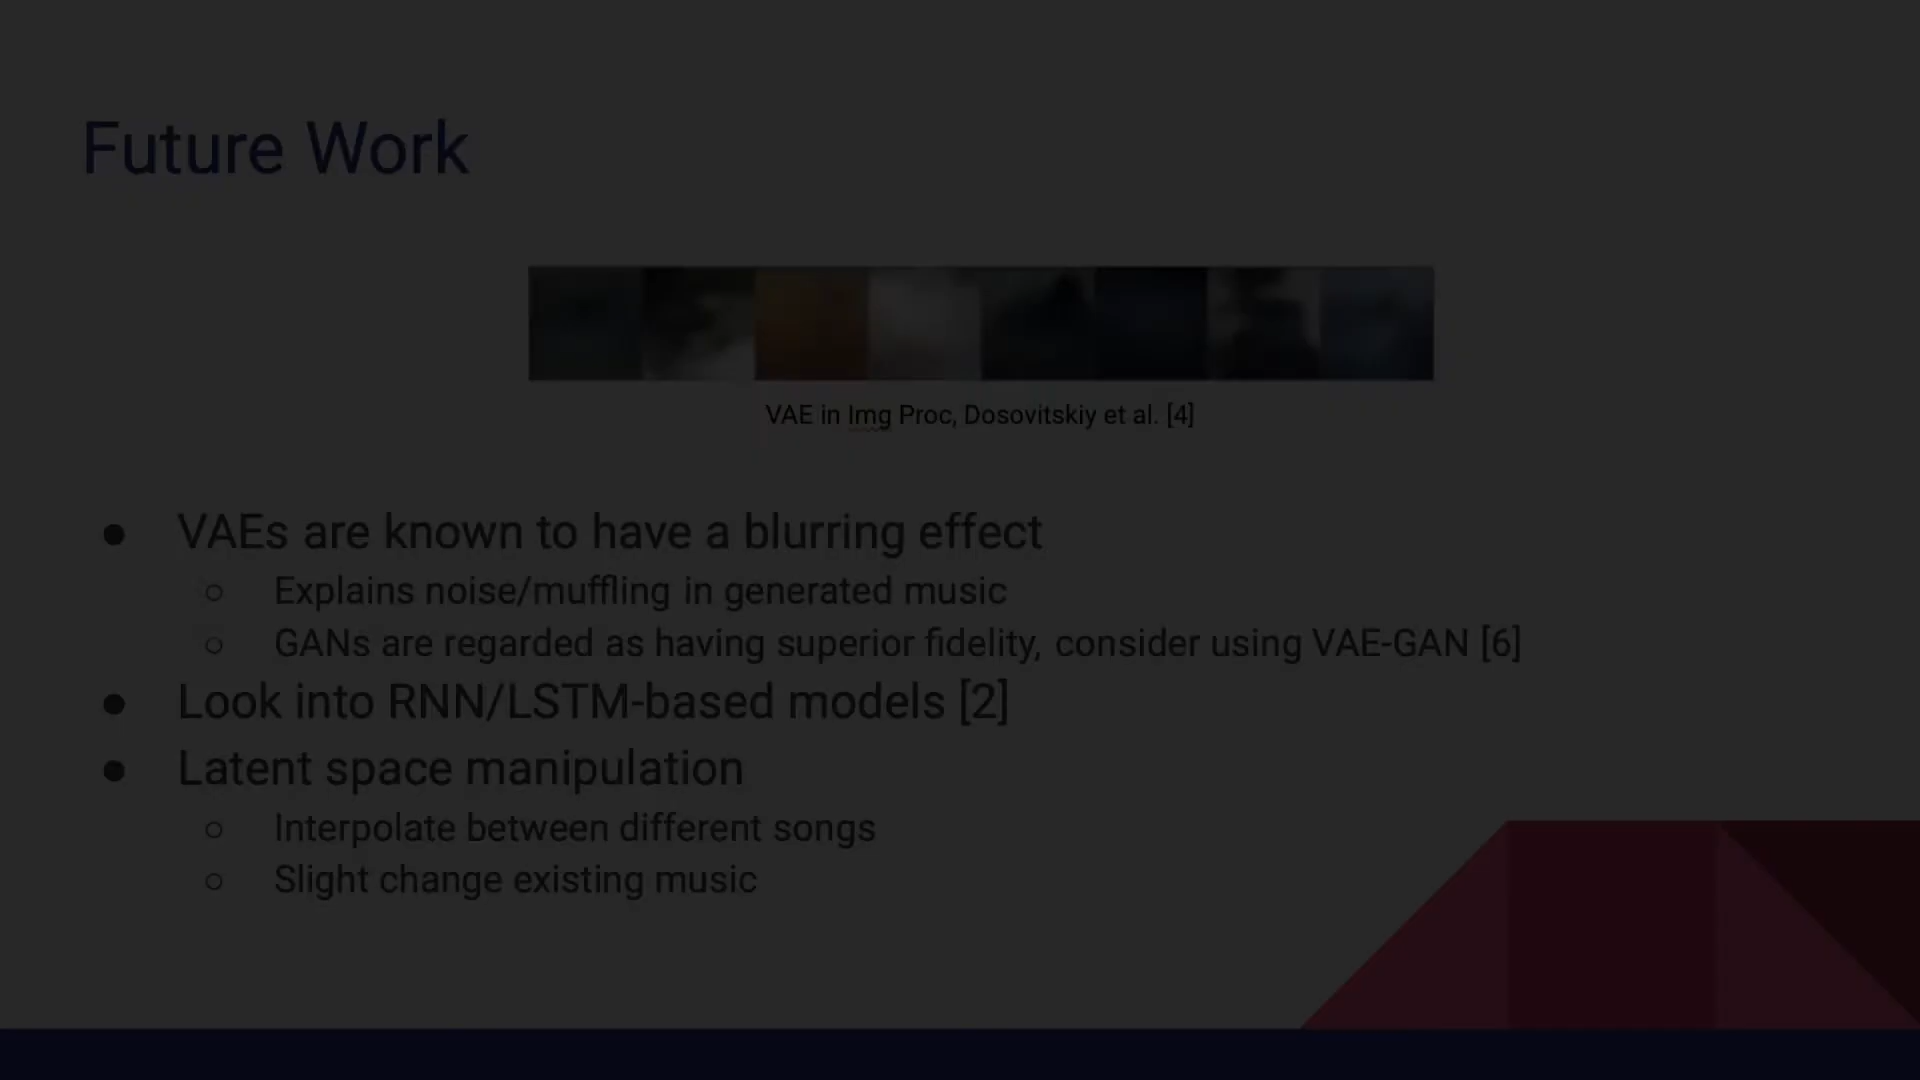 Future Work
VAE in Img Proc, Dosovitskiy et al. [4]
● VAEs are known to have a blurring effect
○ Explains noise/muffling in generated music
○ GANs are regarded as having superior fidelity, consider using VAE-GAN [6]
● Look into RNN/LSTM-based models [2]
● Latent space manipulation
○ Interpolate between different songs
○ Slight change existing music